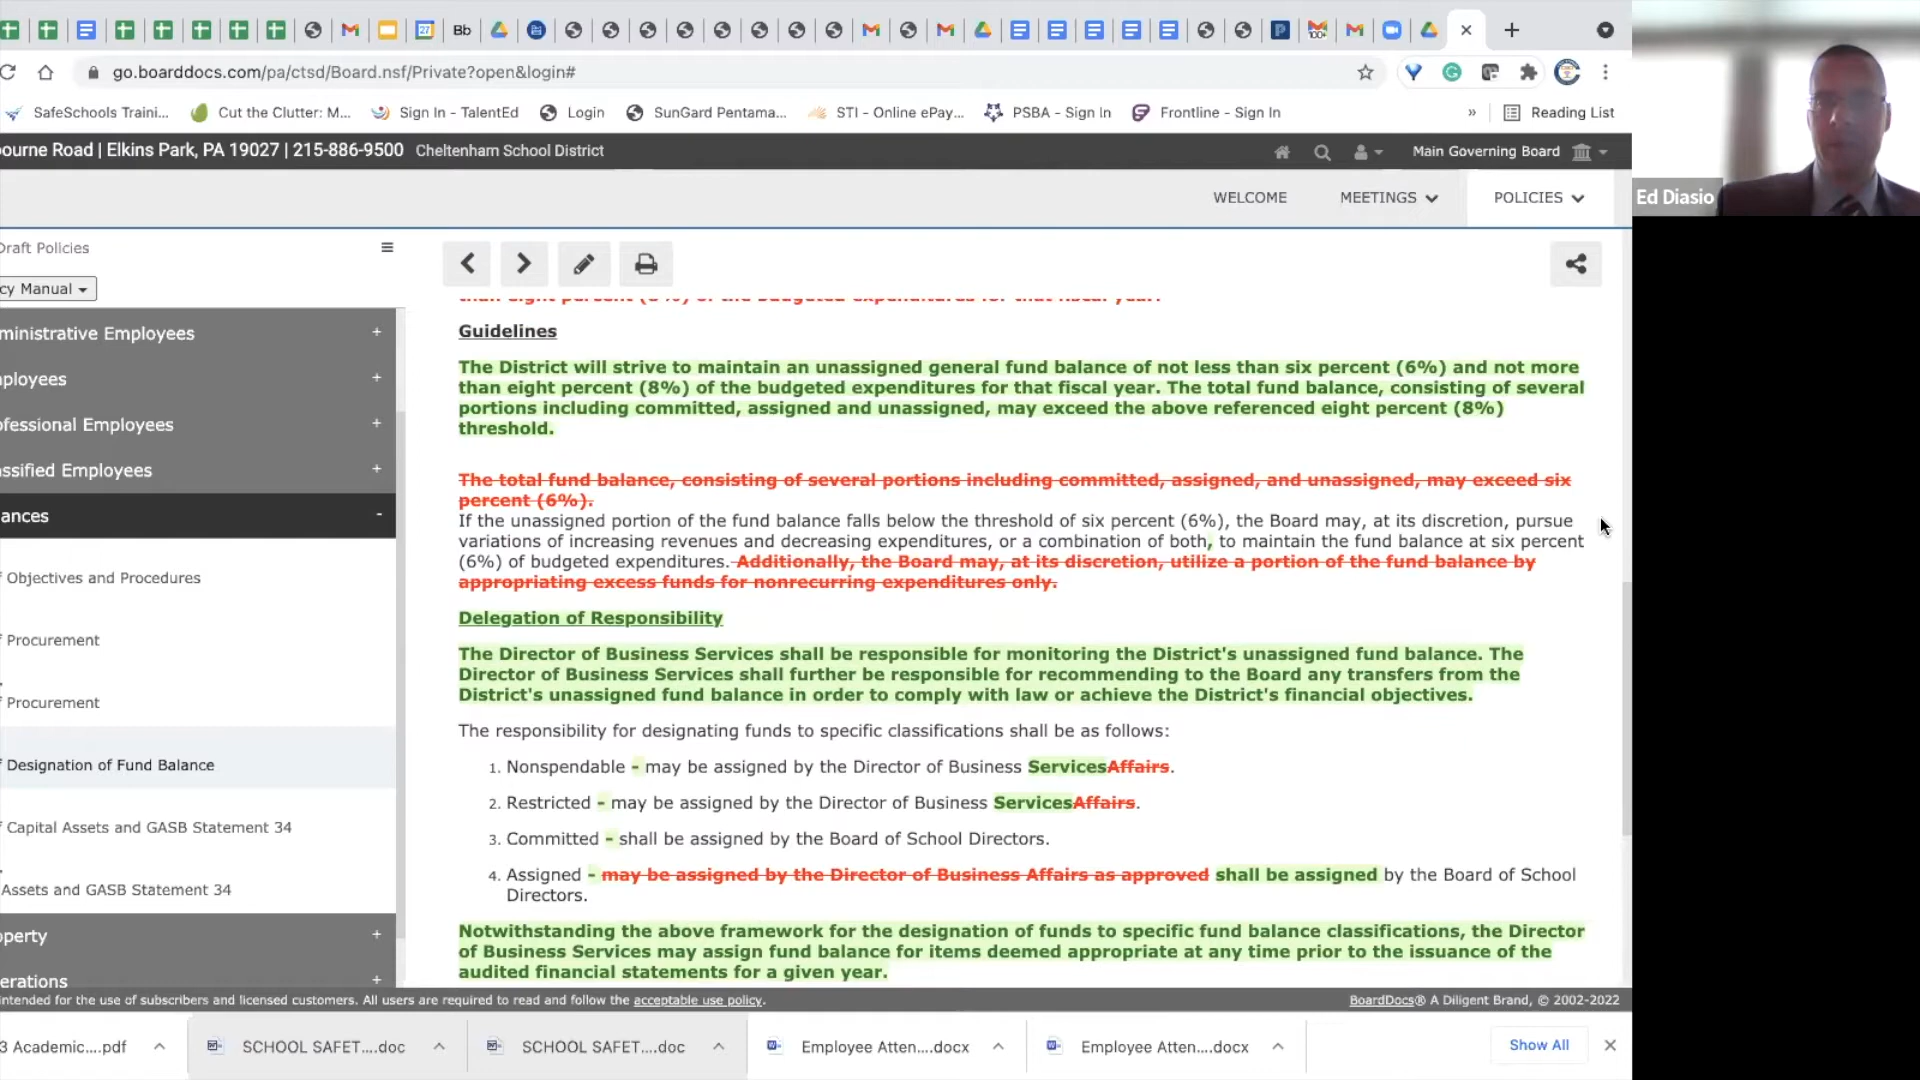 Bb
go.boarddocs.com/pa/ctsd/Board.nsf/Private?open&login#
SafeSchools Traini... Cut the Clutter: M... Sign In - TalentEd Login SunGard Pentama... STI - Online ePay... PSBA - Sign In Frontline - Sign In » Reading List
ourne Road | Elkins Park, PA 19027 | 215-886-9500 Cheltenham School District Main Governing Board
WELCOME MEETINGS POLICIES
Ed Diasio
Draft Policies
cy Manual
ministrative Employees +
ployees +
ofessional Employees +
assified Employees +
ances -
Objectives and Procedures
Procurement
Procurement
Designation of Fund Balance
Capital Assets and GASB Statement 34
Assets and GASB Statement 34
operty +
erations +
than eight percent (8%) of the budgeted expenditures for that fiscal year.
Guidelines
The District will strive to maintain an unassigned general fund balance of not less than six percent (6%) and not more
than eight percent (8%) of the budgeted expenditures for that fiscal year. The total fund balance, consisting of several
portions including committed, assigned and unassigned, may exceed the above referenced eight percent (8%)
threshold.
The total fund balance, consisting of several portions including committed, assigned, and unassigned, may exceed six
percent (6%).
If the unassigned portion of the fund balance falls below the threshold of six percent (6%), the Board may, at its discretion, pursue
variations of increasing revenues and decreasing expenditures, or a combination of both, to maintain the fund balance at six percent
(6%) of budgeted expenditures. Additionally, the Board may, at its discretion, utilize a portion of the fund balance by
appropriating excess funds for nonrecurring expenditures only.
Delegation of Responsibility
The Director of Business Services shall be responsible for monitoring the District's unassigned fund balance. The
Director of Business Services shall further be responsible for recommending to the Board any transfers from the
District's unassigned fund balance in order to comply with law or achieve the District's financial objectives.
The responsibility for designating funds to specific classifications shall be as follows:
1. Nonspendable - may be assigned by the Director of Business ServicesAffairs.
2. Restricted - may be assigned by the Director of Business ServicesAffairs.
3. Committed - shall be assigned by the Board of School Directors.
4. Assigned - may be assigned by the Director of Business Affairs as approved shall be assigned by the Board of School
Directors.
Notwithstanding the above framework for the designation of funds to specific fund balance classifications, the Director
of Business Services may assign fund balance for items deemed appropriate at any time prior to the issuance of the
audited financial statements for a given year.
intended for the use of subscribers and licensed customers. All users are required to read and follow the acceptable use policy. BoardDocs® A Diligent Brand, © 2002-2022
3 Academic....pdf SCHOOL SAFET....doc SCHOOL SAFET....doc Employee Atten....docx Employee Atten....docx Show All